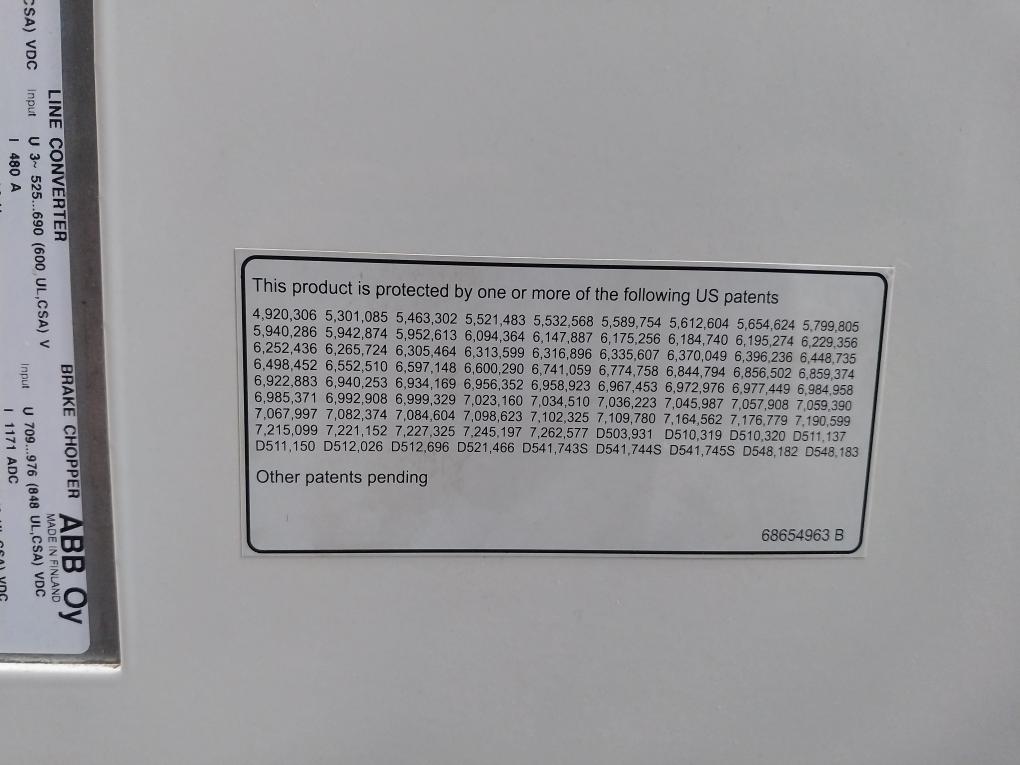 CSA) VDC
LINE CONVERTER
Input U 3~ 525...690 (600 UL,CSA) V
I 480 A
BRAKE CHOPPER
Input U 709...976 (848 UL,CSA) VDC
I 1171 ADC
ABB Oy
MADE IN FINLAND
This product is protected by one or more of the following US patents
4,920,306 5,301,085 5,463,302 5,521,483 5,532,568 5,589,754 5,612,604 5,654,624 5,799,805
5,940,286 5,942,874 5,952,613 6,094,364 6,147,887 6,175,256 6,184,740 6,195,274 6,229,356
6,252,436 6,265,724 6,305,464 6,313,599 6,316,896 6,335,607 6,370,049 6,396,236 6,448,735
6,498,452 6,552,510 6,597,148 6,600,290 6,741,059 6,774,758 6,844,794 6,856,502 6,859,374
6,922,883 6,940,253 6,934,169 6,956,352 6,958,923 6,967,453 6,972,976 6,977,449 6,984,958
6,985,371 6,992,908 6,999,329 7,023,160 7,034,510 7,036,223 7,045,987 7,057,908 7,059,390
7,067,997 7,082,374 7,084,604 7,098,623 7,102,325 7,109,780 7,164,562 7,176,779 7,190,599
7,215,099 7,221,152 7,227,325 7,245,197 7,262,577 D503,931 D510,319 D510,320 D511,137
D511,150 D512,026 D512,696 D521,466 D541,743S D541,744S D541,745S D548,182 D548,183
Other patents pending
68654963 B